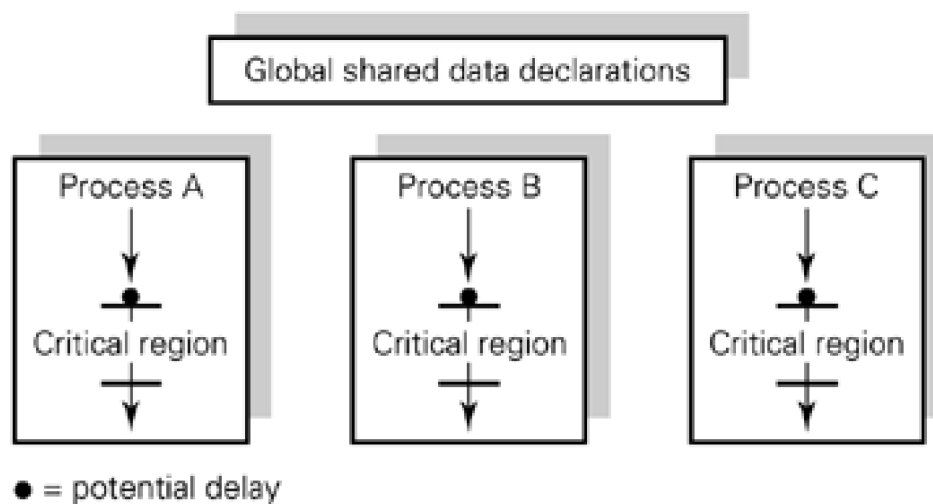 Global shared data declarations
Process A
Critical region
Process B
Critical region
Process C
Critical region
● = potential delay